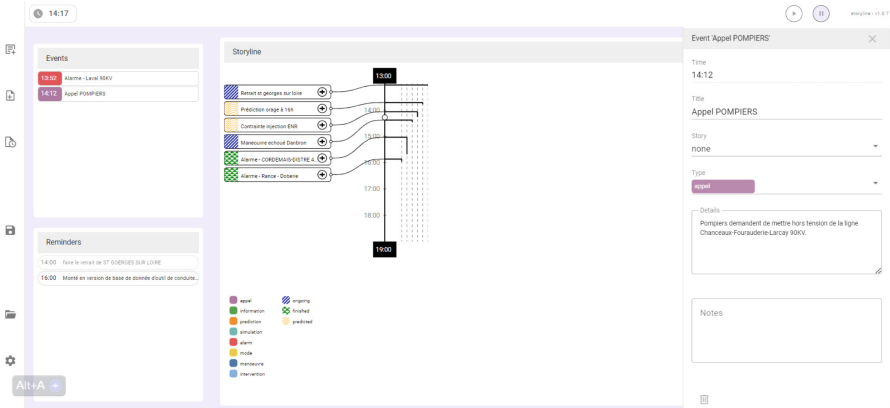 14:17
storyline - v1.0.7
Events
13:52 Alarme - Laval 90KV
14:12 Appel POMPIERS
Reminders
14:00 faire le retrait de ST GOERGES SUR LOIRE
16:00 Monté en version de base de donnée d'outil de conduite...
Storyline
13:00
Retrait st georges sur loire
Prédiction orage à 16h
14:00
Contrainte injection ENR
15:00
Manoeuvre echoué Danbron
Alarme - CORDEMAIS-DISTRE 4.
16:00
Alarme - Rance - Doberie
17:00
18:00
19:00
appel
information
prediction
simulation
alarm
mode
manoeuvre
intervention
ongoing
finished
predicted
Event 'Appel POMPIERS'
Time
14:12
Title
Appel POMPIERS
Story
none
Type
appel
Details
Pompiers demandent de mettre hors tension de la ligne
Chanceaux-Fourauderie-Larcay 90KV.
Notes
Alt+A